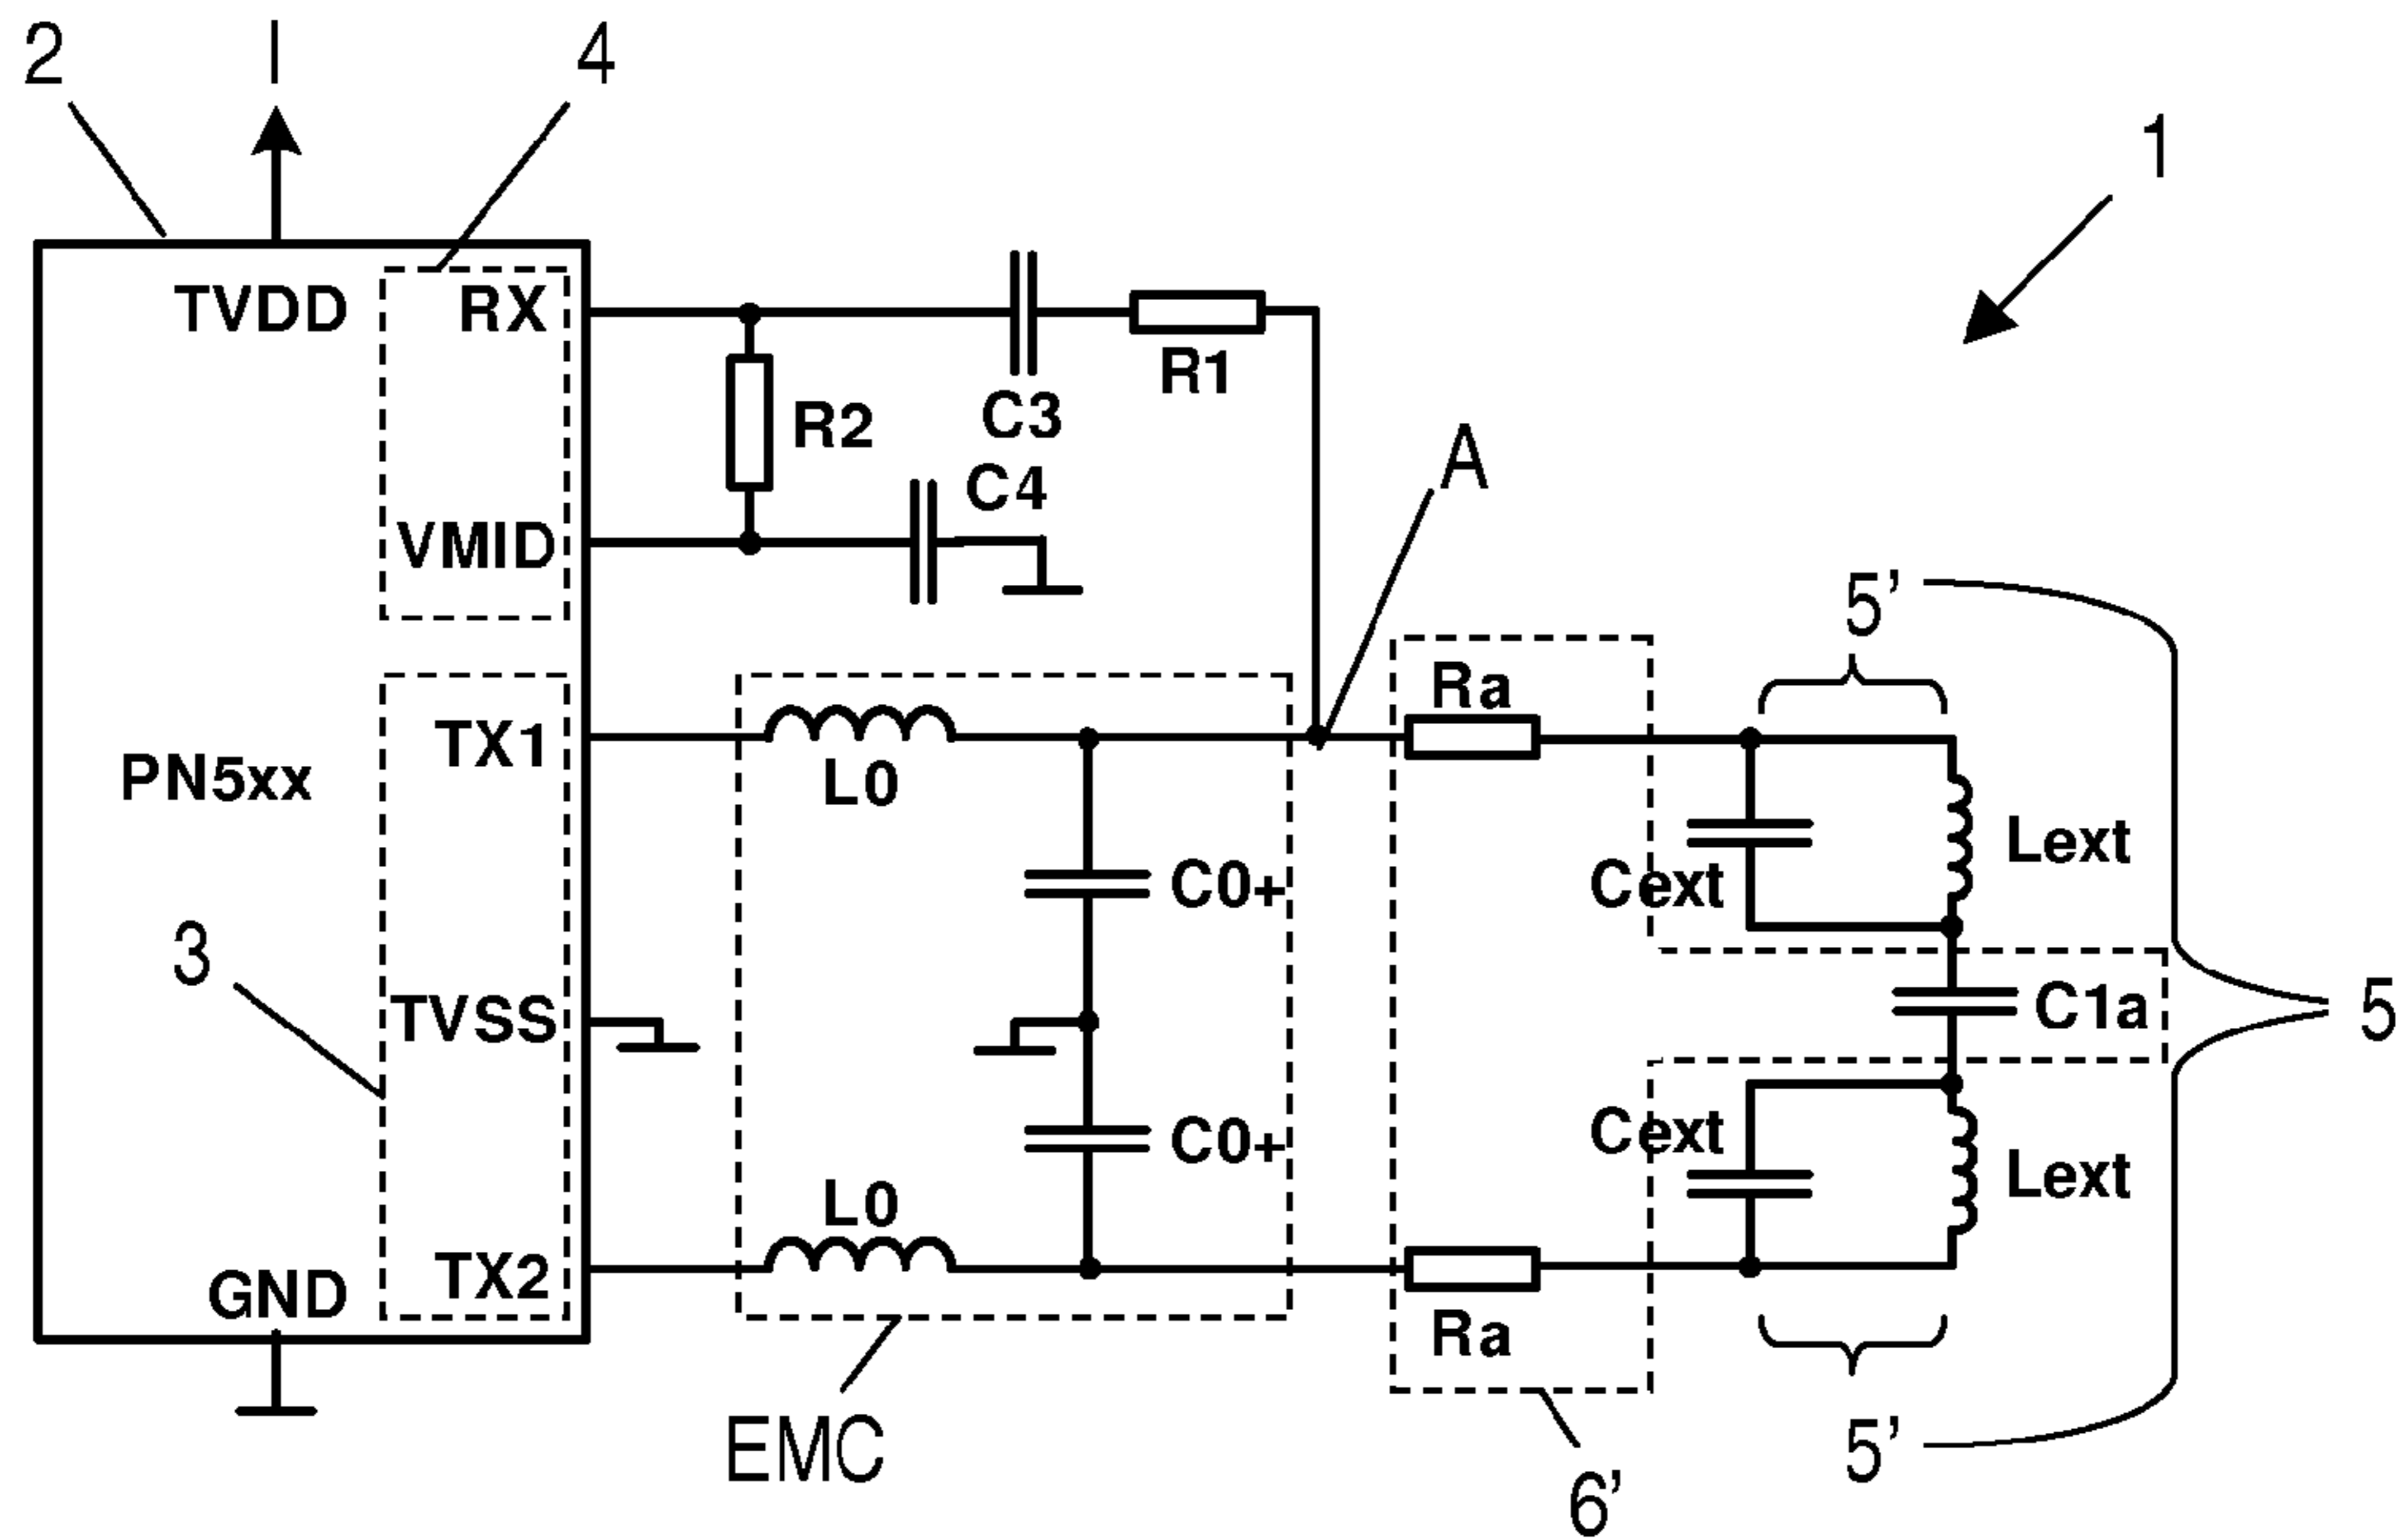 2
I
4
1
TVDD
RX
R1
C3
R2
C4
A
VMID
5’
Ra
TX1
PN5xx
L0
Lext
C0+
Cext
3
TVSS
C1a
5
C0+
Cext
Lext
L0
TX2
GND
Ra
EMC
5’
6’